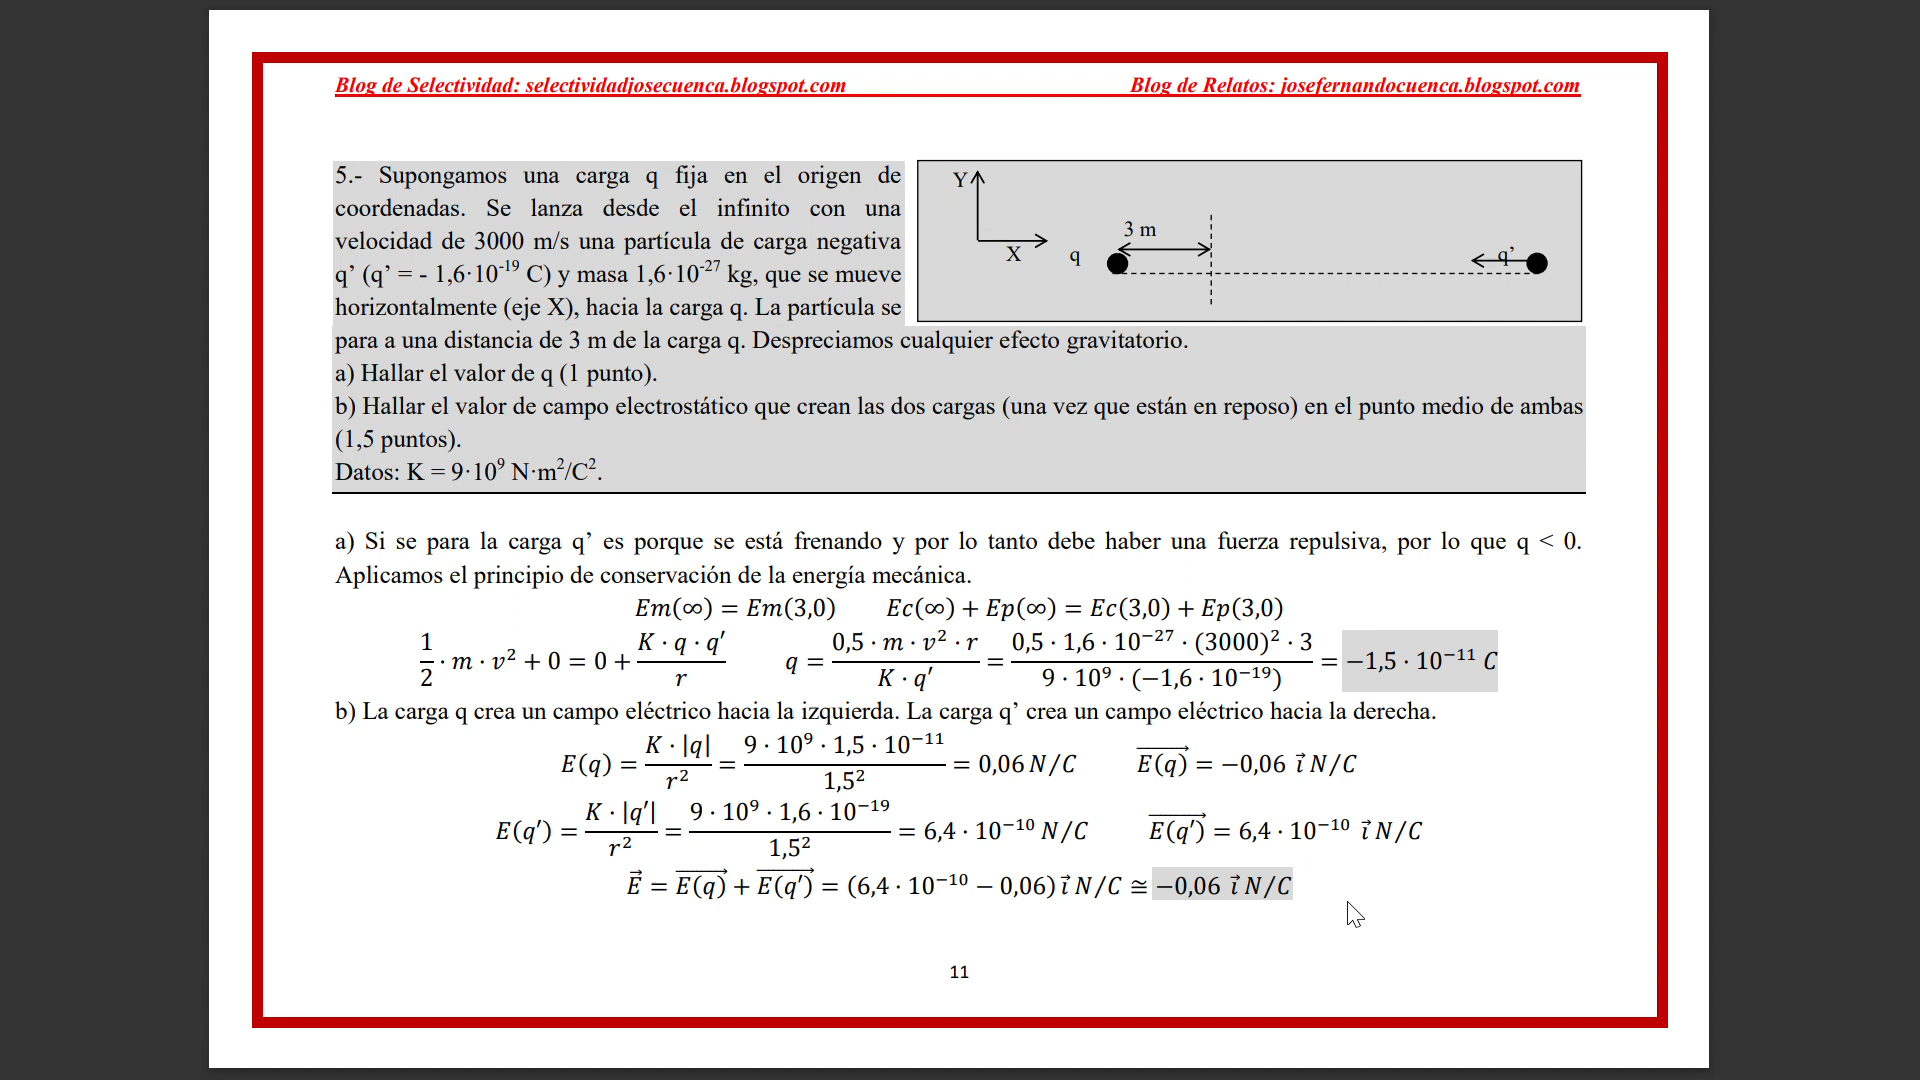 Blog de Selectividad: selectividadjosecuenca.blogspot.com Blog de Relatos: josefernandocuenca.blogspot.com
5.- Supongamos una carga q fija en el origen de
coordenadas. Se lanza desde el infinito con una
velocidad de 3000 m/s una partícula de carga negativa
q’ (q’ = - 1,6·10⁻¹⁹ C) y masa 1,6·10⁻²⁷ kg, que se mueve
horizontalmente (eje X), hacia la carga q. La partícula se
para a una distancia de 3 m de la carga q. Despreciamos cualquier efecto gravitatorio.
Y
X
q
3 m
q’
a) Hallar el valor de q (1 punto).
b) Hallar el valor de campo electrostático que crean las dos cargas (una vez que están en reposo) en el punto medio de ambas
(1,5 puntos).
Datos: K = 9·10⁹ N·m²/C².
a) Si se para la carga q’ es porque se está frenando y por lo tanto debe haber una fuerza repulsiva, por lo que q < 0.
Aplicamos el principio de conservación de la energía mecánica.
Em(∞) = Em(3,0) Ec(∞) + Ep(∞) = Ec(3,0) + Ep(3,0)
1/2 · m · v² + 0 = 0 + K · q · q′/r q = 0,5 · m · v² · r/K · q′ = 0,5 · 1,6 · 10⁻²⁷ · (3000)² · 3/9 · 10⁹ · (−1,6 · 10⁻¹⁹) = −1,5 · 10⁻¹¹ C
b) La carga q crea un campo eléctrico hacia la izquierda. La carga q’ crea un campo eléctrico hacia la derecha.
E(q) = K · |q|/r² = 9 · 10⁹ · 1,5 · 10⁻¹¹/1,5² = 0,06 N/C E(q)⃗ = −0,06 i⃗ N/C
E(q′) = K · |q′|/r² = 9 · 10⁹ · 1,6 · 10⁻¹⁹/1,5² = 6,4 · 10⁻¹⁰ N/C E(q′)⃗ = 6,4 · 10⁻¹⁰ i⃗ N/C
E⃗ = E(q)⃗ + E(q′)⃗ = (6,4 · 10⁻¹⁰ − 0,06) i⃗ N/C ≅ −0,06 i⃗ N/C
11